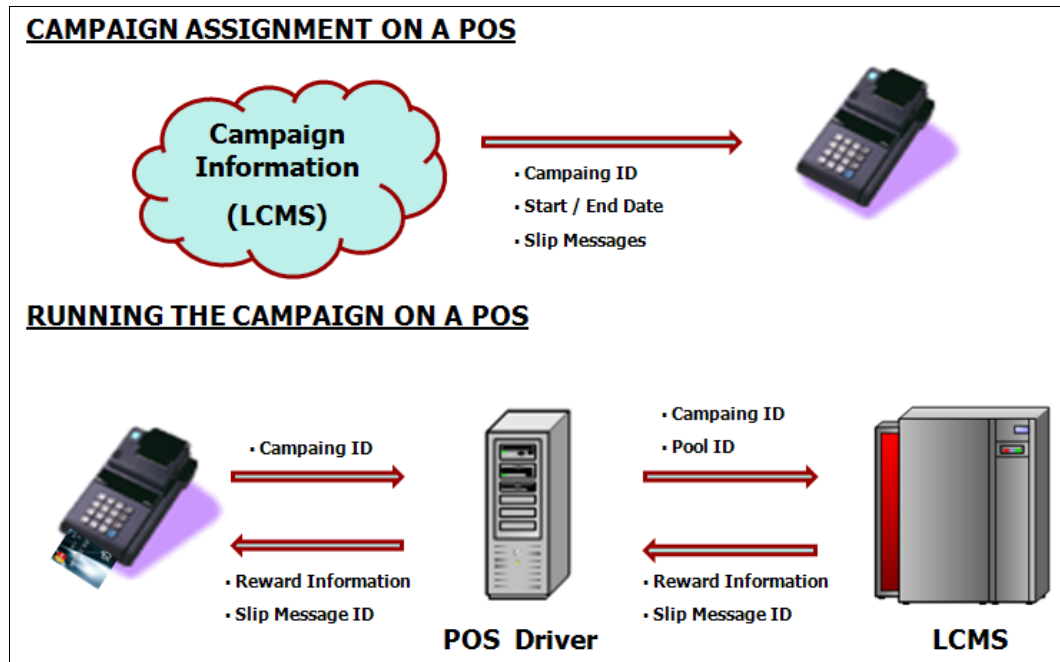 CAMPAIGN ASSIGNMENT ON A POS
Campaign
Information
(LCMS)
· Campaing ID
· Start / End Date
· Slip Messages
RUNNING THE CAMPAIGN ON A POS
· Campaing ID
· Reward Information
· Slip Message ID
POS Driver
· Campaing ID
· Pool ID
· Reward Information
· Slip Message ID
LCMS